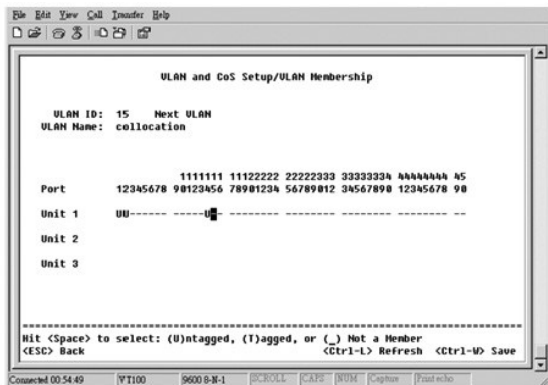 File Edit View Call Transfer Help
VLAN and CoS Setup/VLAN Membership
VLAN ID: 15 Next VLAN
VLAN Name: collocation
1111111 11122222 22222333 33333334 44444444 45
Port 12345678 90123456 78901234 56789012 34567890 12345678 90
Unit 1 UU------ -----U-- -------- -------- -------- -------- --
Unit 2
Unit 3
Hit <Space> to select: (U)ntagged, (T)agged, or (_) Not a Member
<ESC> Back <Ctrl-L> Refresh <Ctrl-W> Save
Connected 00:54:49 VT100 9600 8-N-1 SCROLL CAPS NUM Capture Print echo